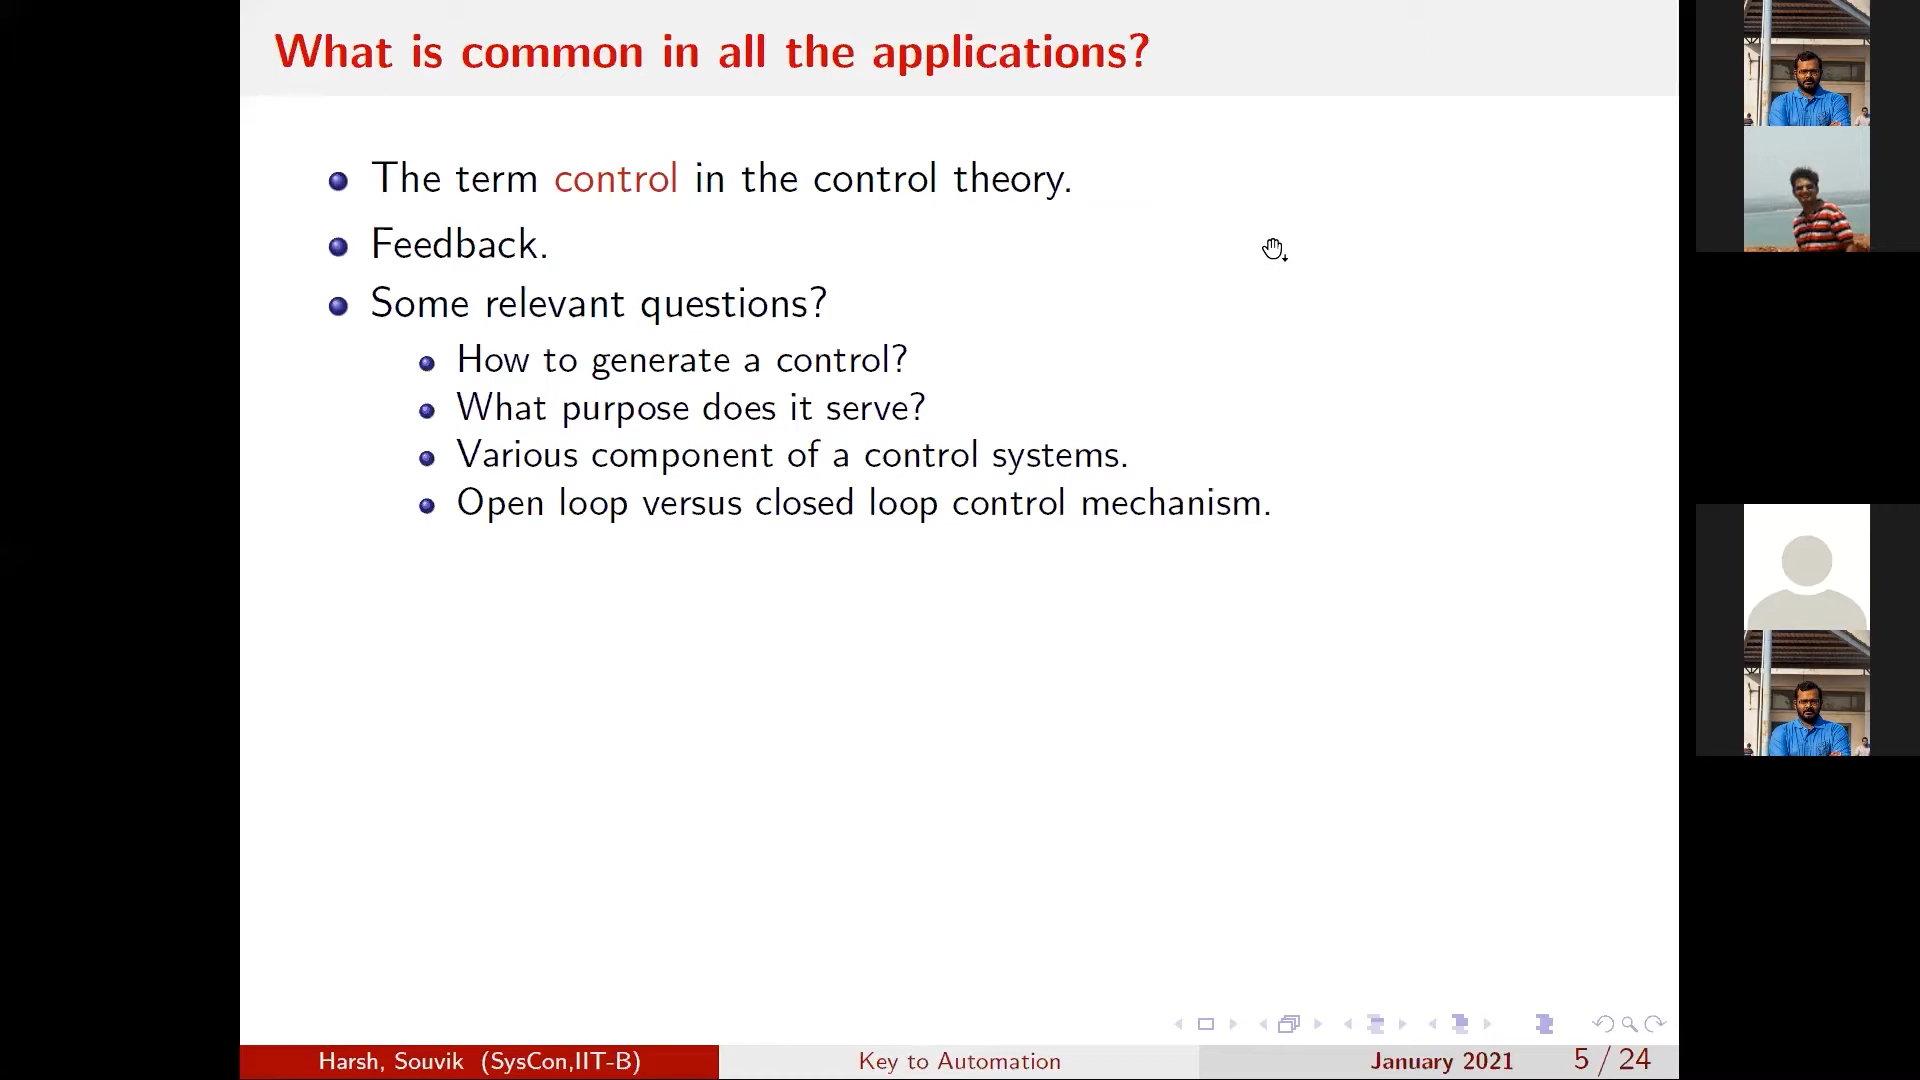 What is common in all the applications?
The term control in the control theory.
Feedback.
Some relevant questions?
How to generate a control?
What purpose does it serve?
Various component of a control systems.
Open loop versus closed loop control mechanism.
Harsh, Souvik (SysCon,IIT-B)
Key to Automation
January 2021
5 / 24